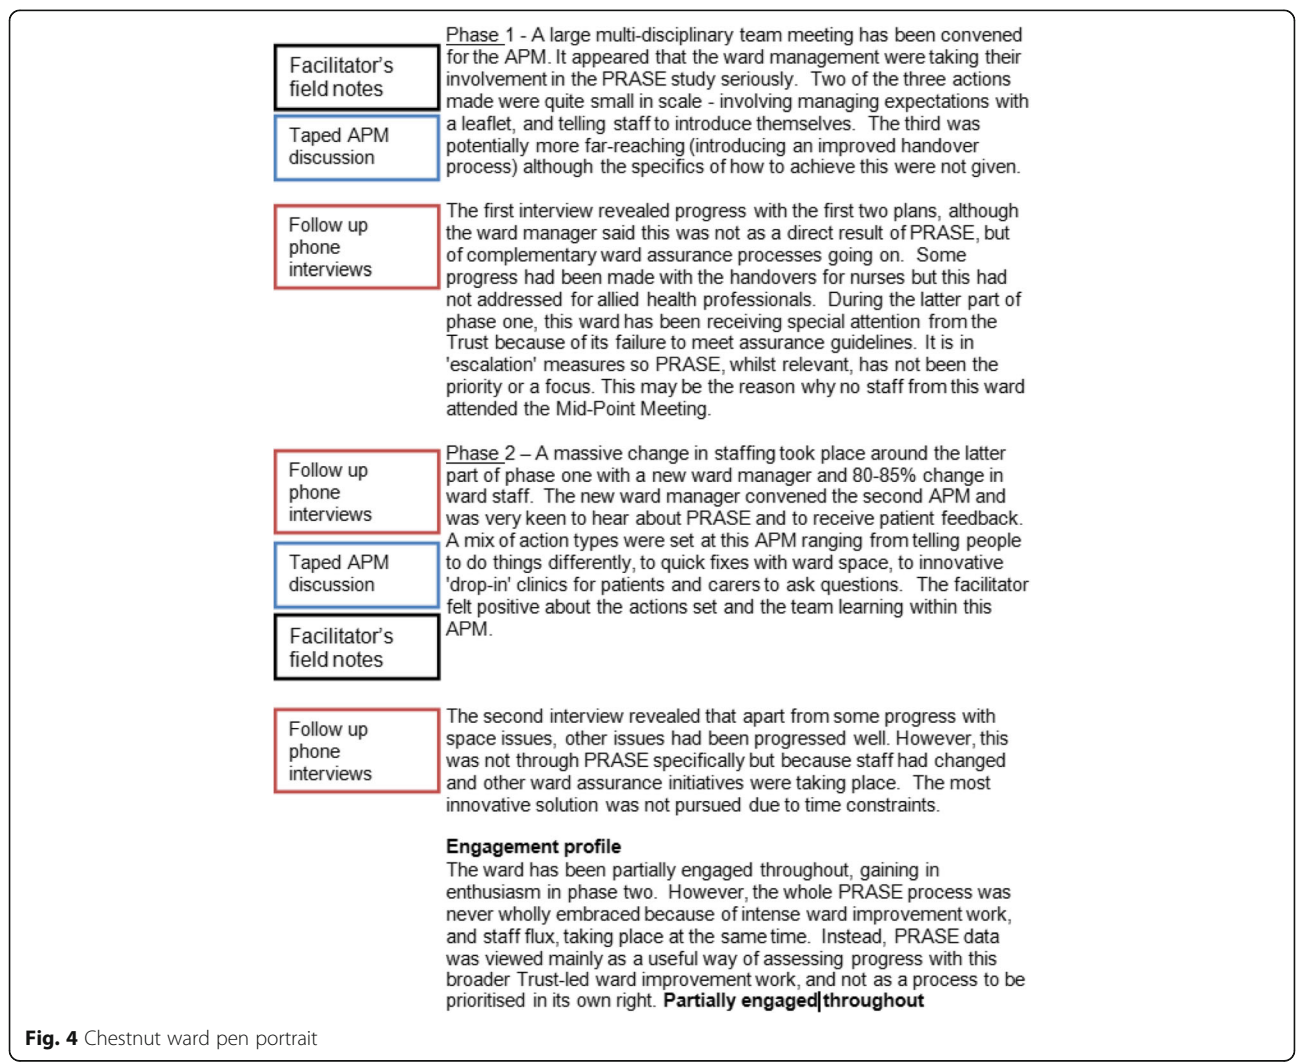 Facilitator's
field notes
Taped APM
discussion
Phase 1 - A large multi-disciplinary team meeting has been convened
for the APM. It appeared that the ward management were taking their
involvement in the PRASE study seriously. Two of the three actions
made were quite small in scale - involving managing expectations with
a leaflet, and telling staff to introduce themselves. The third was
potentially more far-reaching (introducing an improved handover
process) although the specifics of how to achieve this were not given.
Follow up
phone
interviews
The first interview revealed progress with the first two plans, although
the ward manager said this was not as a direct result of PRASE, but
of complementary ward assurance processes going on. Some
progress had been made with the handovers for nurses but this had
not addressed for allied health professionals. During the latter part of
phase one, this ward has been receiving special attention from the
Trust because of its failure to meet assurance guidelines. It is in
'escalation' measures so PRASE, whilst relevant, has not been the
priority or a focus. This may be the reason why no staff from this ward
attended the Mid-Point Meeting.
Follow up
phone
interviews
Taped APM
discussion
Facilitator's
field notes
Phase 2 – A massive change in staffing took place around the latter
part of phase one with a new ward manager and 80-85% change in
ward staff. The new ward manager convened the second APM and
was very keen to hear about PRASE and to receive patient feedback.
A mix of action types were set at this APM ranging from telling people
to do things differently, to quick fixes with ward space, to innovative
'drop-in' clinics for patients and carers to ask questions. The facilitator
felt positive about the actions set and the team learning within this
APM.
Follow up
phone
interviews
The second interview revealed that apart from some progress with
space issues, other issues had been progressed well. However, this
was not through PRASE specifically but because staff had changed
and other ward assurance initiatives were taking place. The most
innovative solution was not pursued due to time constraints.
Engagement profile
The ward has been partially engaged throughout, gaining in
enthusiasm in phase two. However, the whole PRASE process was
never wholly embraced because of intense ward improvement work,
and staff flux, taking place at the same time. Instead, PRASE data
was viewed mainly as a useful way of assessing progress with this
broader Trust-led ward improvement work, and not as a process to be
prioritised in its own right. Partially engaged throughout
Fig. 4 Chestnut ward pen portrait